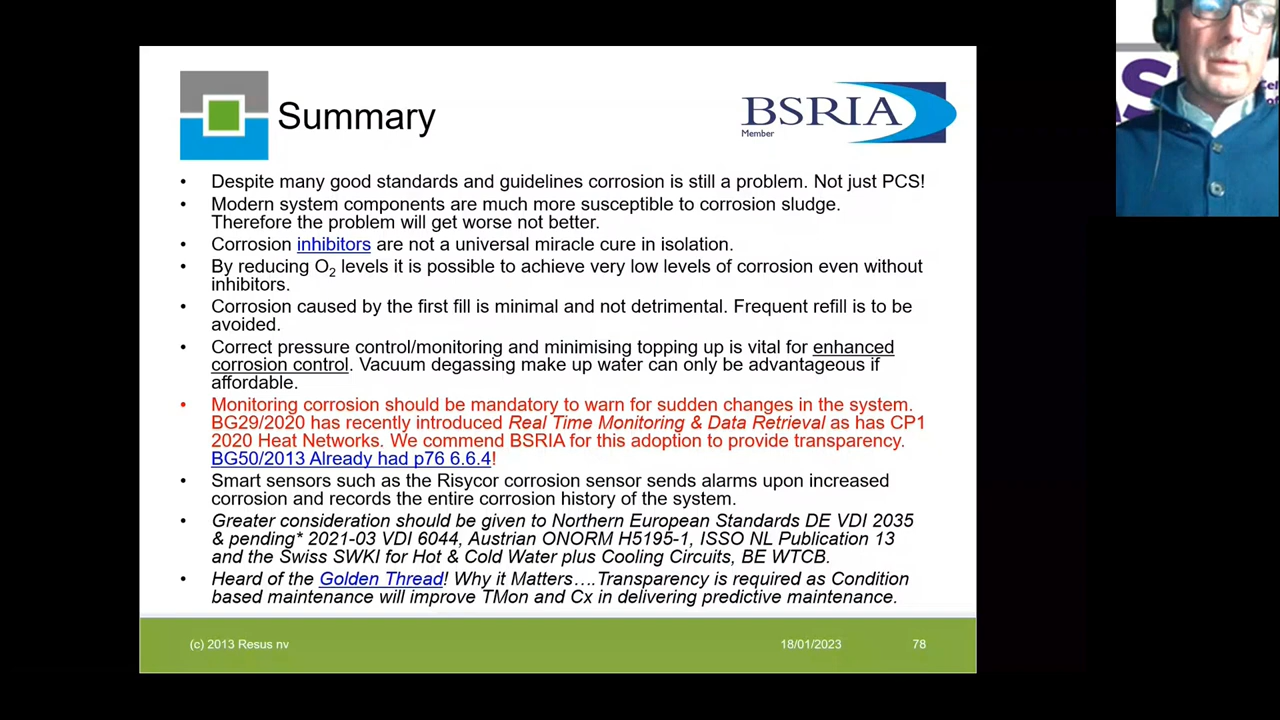 Summary
BSRIA
Member
• Despite many good standards and guidelines corrosion is still a problem. Not just PCS!
• Modern system components are much more susceptible to corrosion sludge.
Therefore the problem will get worse not better.
• Corrosion inhibitors are not a universal miracle cure in isolation.
• By reducing O2 levels it is possible to achieve very low levels of corrosion even without
inhibitors.
• Corrosion caused by the first fill is minimal and not detrimental. Frequent refill is to be
avoided.
• Correct pressure control/monitoring and minimising topping up is vital for enhanced
corrosion control. Vacuum degassing make up water can only be advantageous if
affordable.
• Monitoring corrosion should be mandatory to warn for sudden changes in the system.
BG29/2020 has recently introduced Real Time Monitoring & Data Retrieval as has CP1
2020 Heat Networks. We commend BSRIA for this adoption to provide transparency.
BG50/2013 Already had p76 6.6.4!
• Smart sensors such as the Risycor corrosion sensor sends alarms upon increased
corrosion and records the entire corrosion history of the system.
• Greater consideration should be given to Northern European Standards DE VDI 2035
& pending* 2021-03 VDI 6044, Austrian ONORM H5195-1, ISSO NL Publication 13
and the Swiss SWKI for Hot & Cold Water plus Cooling Circuits, BE WTCB.
• Heard of the Golden Thread! Why it Matters….Transparency is required as Condition
based maintenance will improve TMon and Cx in delivering predictive maintenance.
(c) 2013 Resus nv
18/01/2023
78